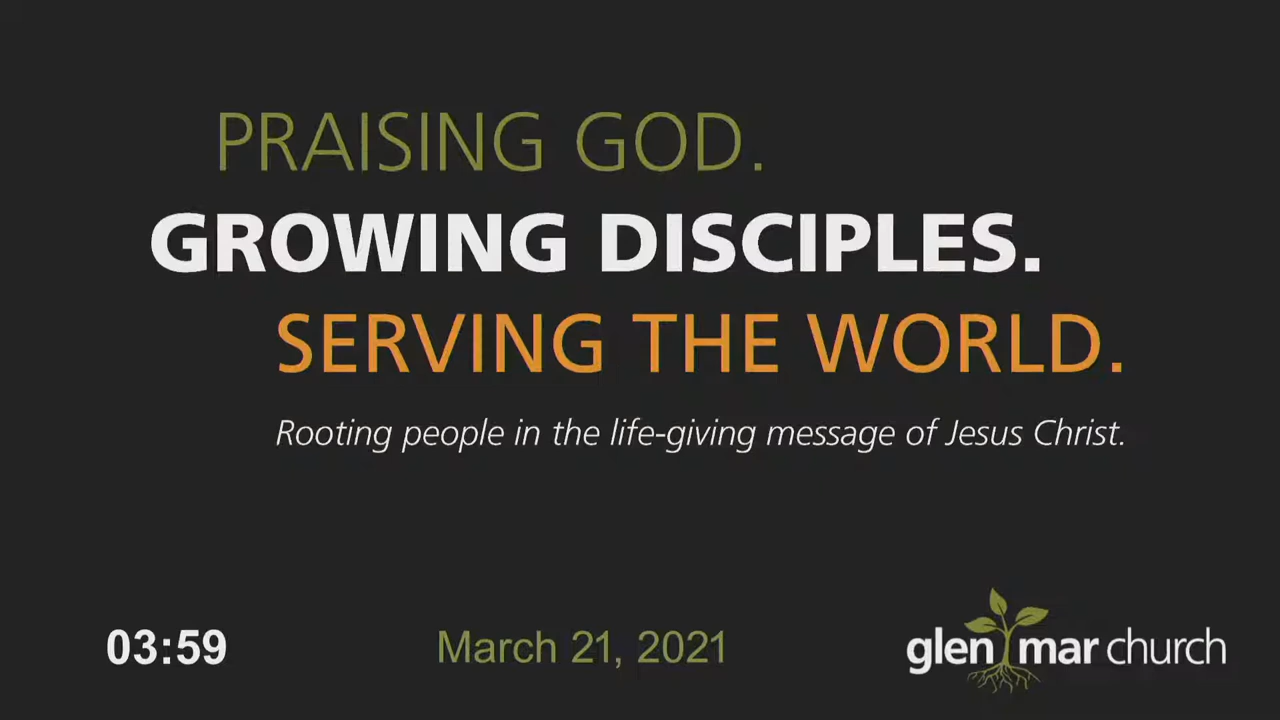 PRAISING GOD.
GROWING DISCIPLES.
SERVING THE WORLD.
Rooting people in the life-giving message of Jesus Christ.
03:59
March 21, 2021
glen mar church